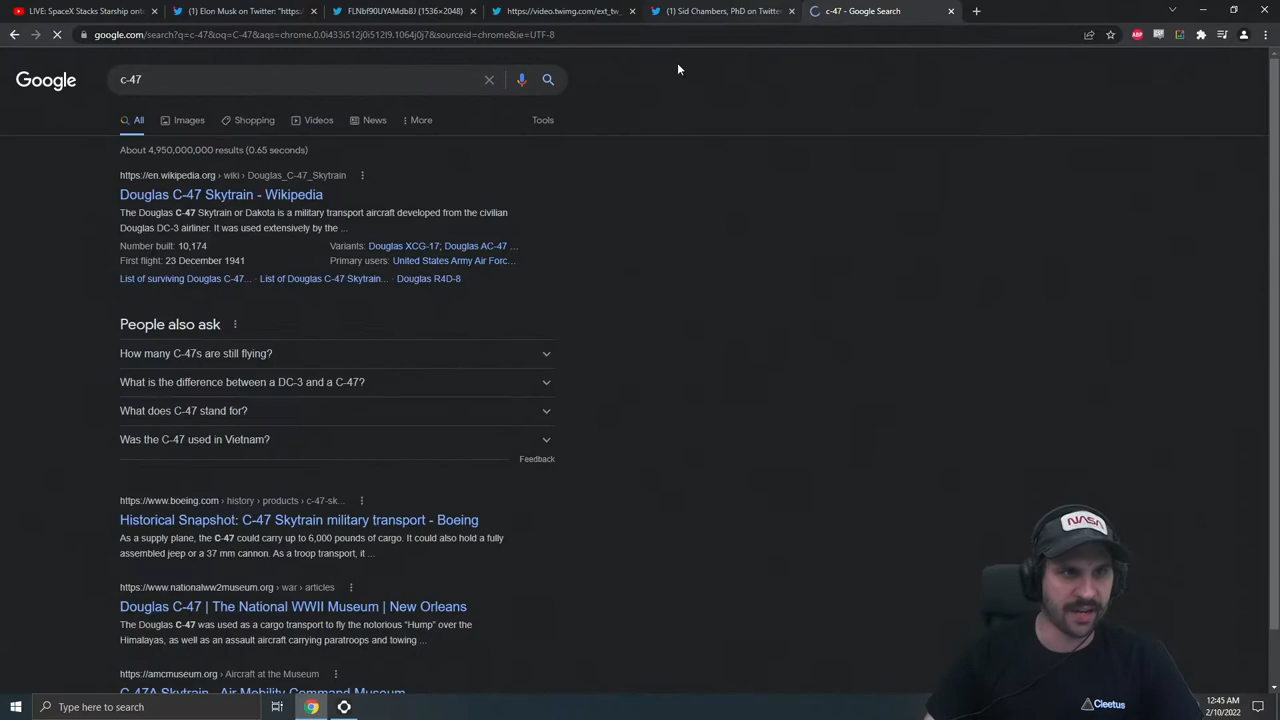 LIVE: SpaceX Stacks Starship ont
(1) Elon Musk on Twitter: "https:/
FLNbf90UYAMdbBJ (1536×2048)
https://video.twimg.com/ext_tw_
(1) Sid Chambers, PhD on Twitter
c-47 - Google Search
google.com/search?q=c-47&oq=C-47&aqs=chrome.0.0i433i512j0i512l9.1064j0j7&sourceid=chrome&ie=UTF-8
ABP
Google
c-47
All
Images
Shopping
Videos
News
More
Tools
About 4,950,000,000 results (0.65 seconds)
https://en.wikipedia.org › wiki › Douglas_C-47_Skytrain
Douglas C-47 Skytrain - Wikipedia
The Douglas C-47 Skytrain or Dakota is a military transport aircraft developed from the civilian
Douglas DC-3 airliner. It was used extensively by the ...
Number built: 10,174
Variants: Douglas XCG-17; Douglas AC-47 ...
First flight: 23 December 1941
Primary users: United States Army Air Forc...
List of surviving Douglas C-47... · List of Douglas C-47 Skytrain... · Douglas R4D-8
People also ask
How many C-47s are still flying?
What is the difference between a DC-3 and a C-47?
What does C-47 stand for?
Was the C-47 used in Vietnam?
Feedback
https://www.boeing.com › history › products › c-47-sk...
Historical Snapshot: C-47 Skytrain military transport - Boeing
As a supply plane, the C-47 could carry up to 6,000 pounds of cargo. It could also hold a fully
assembled jeep or a 37 mm cannon. As a troop transport, it ...
https://www.nationalww2museum.org › war › articles
Douglas C-47 | The National WWII Museum | New Orleans
The Douglas C-47 was used as a cargo transport to fly the notorious "Hump" over the
Himalayas, as well as an assault aircraft carrying paratroops and towing ...
https://amcmuseum.org › Aircraft at the Museum
C-47A Skytrain - Air Mobility Command Museum
NASA
Cleetus
Type here to search
12:45 AM
2/10/2022